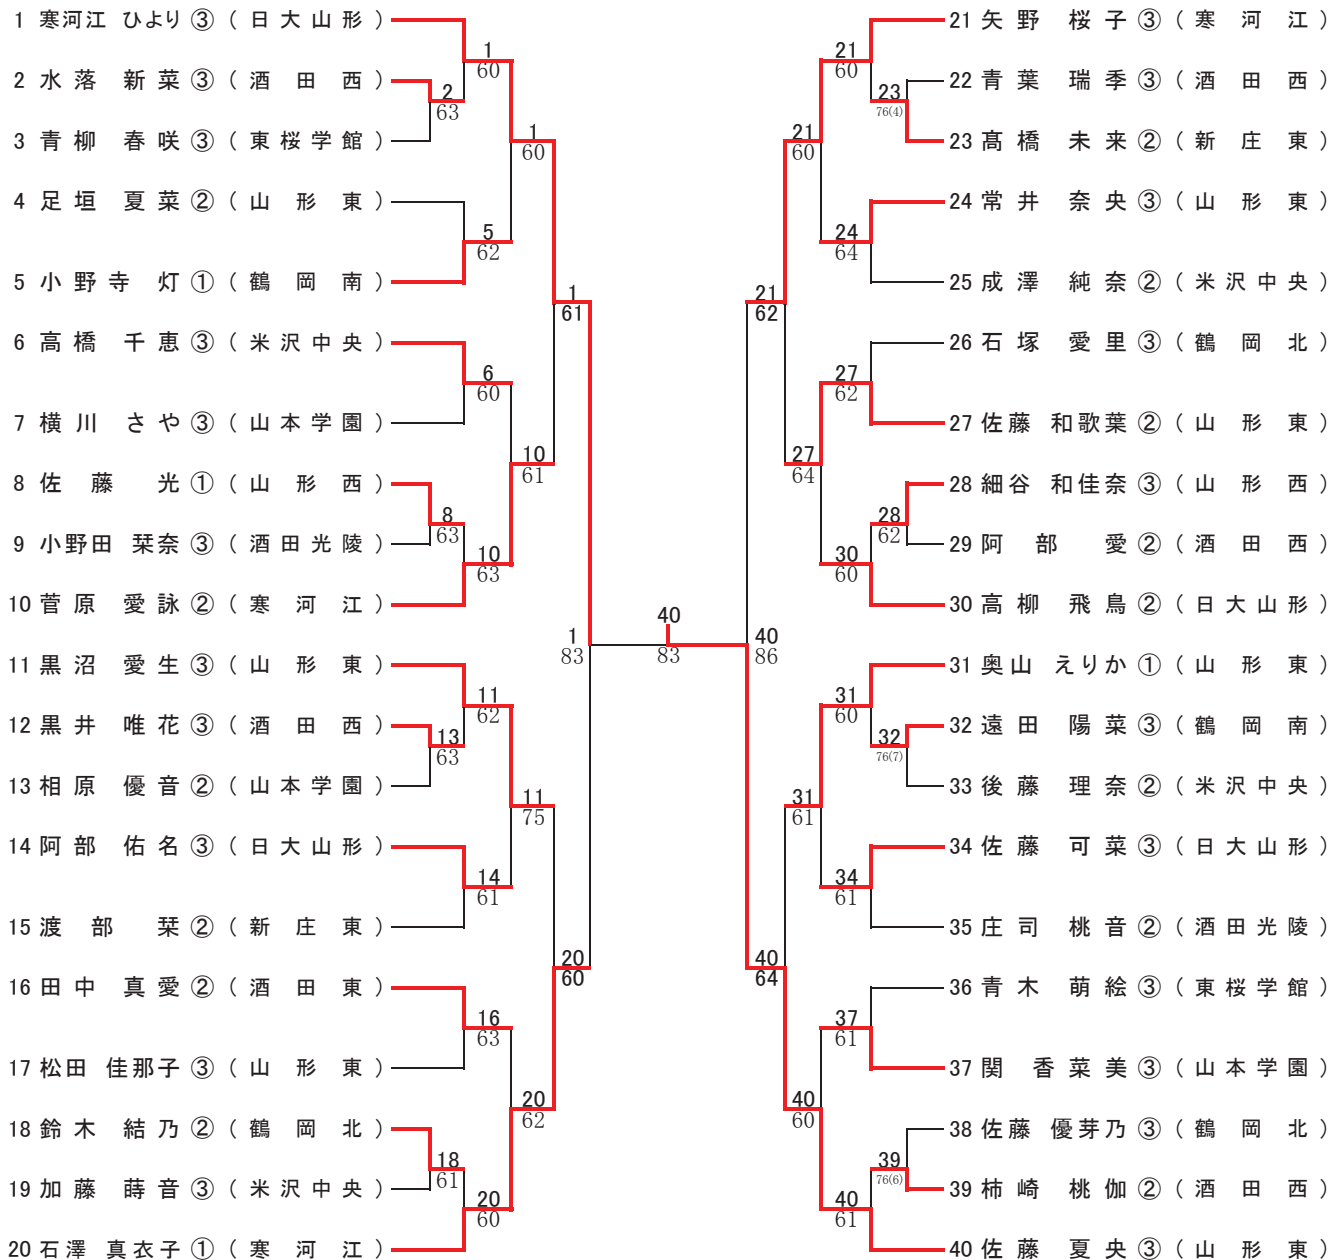 1 寒河江 ひより ③ ( 日大山形 )
2 水落 新菜 ③ ( 酒田西 )
3 青柳 春咲 ③ ( 東桜学館 )
4 足垣 夏菜 ② ( 山形東 )
5 小野寺 灯 ① ( 鶴岡南 )
6 高橋 千恵 ③ ( 米沢中央 )
7 横川 さや ③ ( 山本学園 )
8 佐藤 光 ① ( 山形西 )
9 小野田 栞奈 ③ ( 酒田光陵 )
10 菅原 愛詠 ② ( 寒河江 )
11 黒沼 愛生 ③ ( 山形東 )
12 黒井 唯花 ③ ( 酒田西 )
13 相原 優音 ② ( 山本学園 )
14 阿部 佑名 ③ ( 日大山形 )
15 渡部 栞 ② ( 新庄東 )
16 田中 真愛 ② ( 酒田東 )
17 松田 佳那子 ③ ( 山形東 )
18 鈴木 結乃 ② ( 鶴岡北 )
19 加藤 蒔音 ③ ( 米沢中央 )
20 石澤 真衣子 ① ( 寒河江 )
2
63
8
63
13
63
18
61
1
60
5
62
6
60
10
63
11
62
14
61
16
63
20
60
1
60
10
61
11
75
20
62
1
61
20
60
1
83
40
83
40
86
21
62
40
64
21
60
27
64
31
61
40
60
21
60
24
64
27
62
30
60
31
60
34
61
37
61
40
61
23
76(4)
28
62
32
76(7)
39
76(6)
21 矢野 桜子 ③ ( 寒河江 )
22 青葉 瑞季 ③ ( 酒田西 )
23 髙橋 未来 ② ( 新庄東 )
24 常井 奈央 ③ ( 山形東 )
25 成澤 純奈 ② ( 米沢中央 )
26 石塚 愛里 ③ ( 鶴岡北 )
27 佐藤 和歌葉 ② ( 山形東 )
28 細谷 和佳奈 ③ ( 山形西 )
29 阿部 愛 ② ( 酒田西 )
30 高柳 飛鳥 ② ( 日大山形 )
31 奥山 えりか ① ( 山形東 )
32 遠田 陽菜 ③ ( 鶴岡南 )
33 後藤 理奈 ② ( 米沢中央 )
34 佐藤 可菜 ③ ( 日大山形 )
35 庄司 桃音 ② ( 酒田光陵 )
36 青木 萌絵 ③ ( 東桜学館 )
37 関 香菜美 ③ ( 山本学園 )
38 佐藤 優芽乃 ③ ( 鶴岡北 )
39 柿崎 桃伽 ② ( 酒田西 )
40 佐藤 夏央 ③ ( 山形東 )